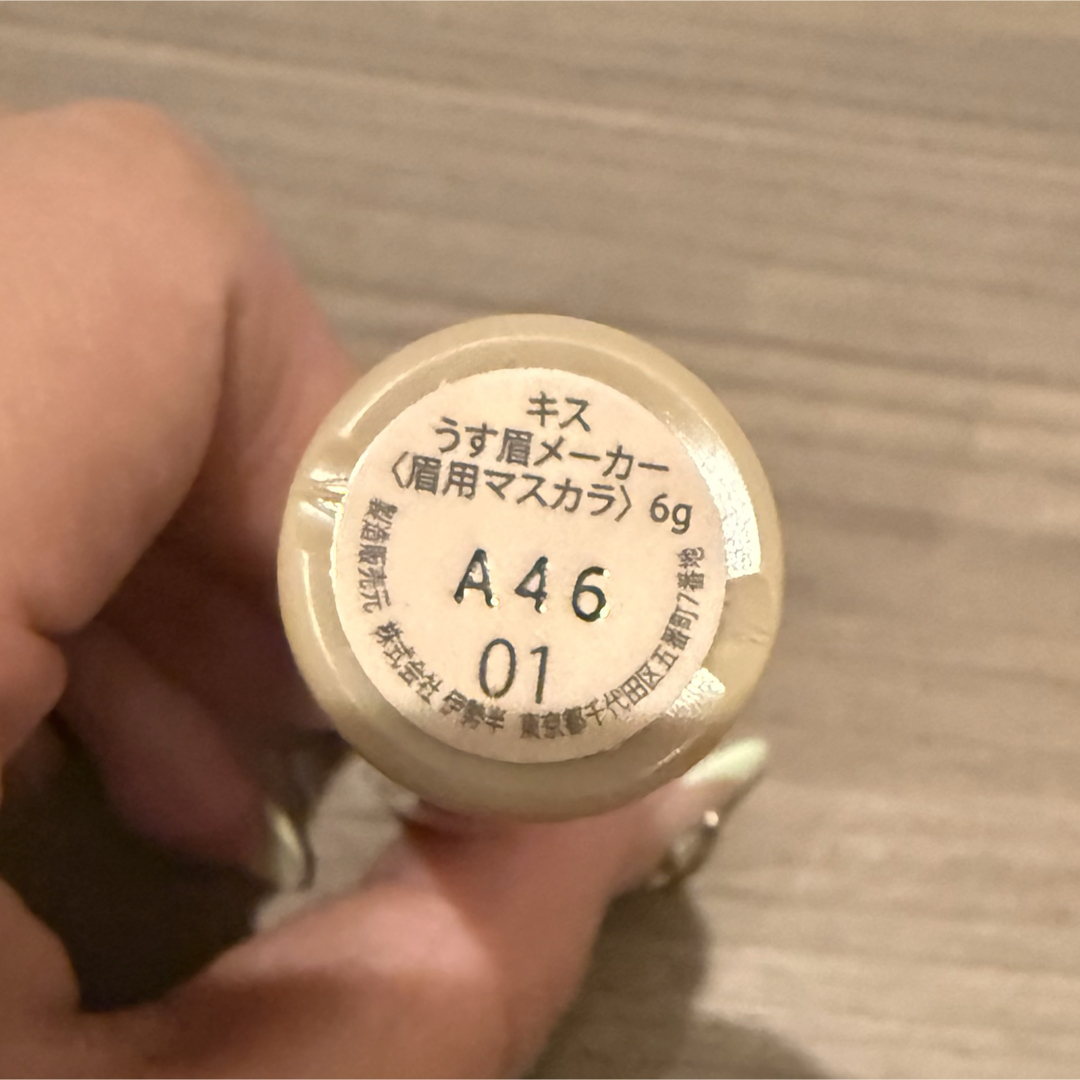 キス
うす眉メーカー
〈眉用マスカラ〉6g
A46
01
製造販売元 株式会社 伊勢半 東京都千代田区五番町7番地